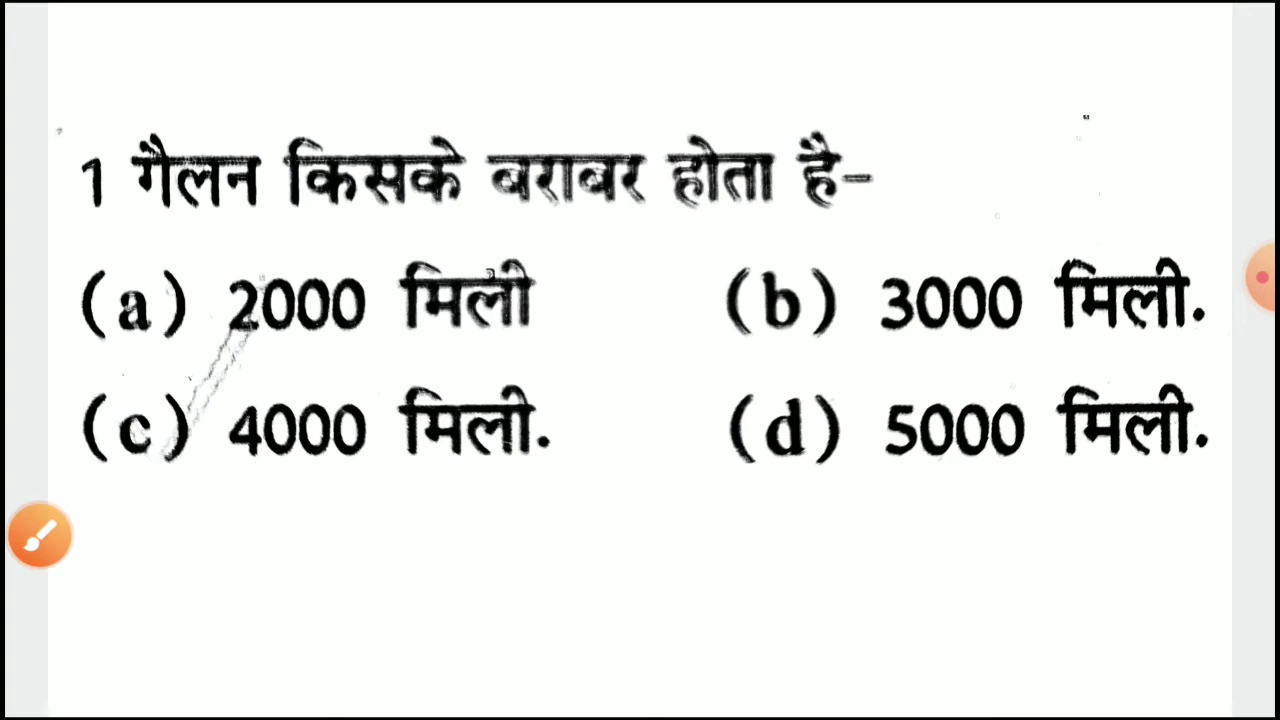 1 गैलन किसके बराबर होता है-
(a) 2000 मिली (b) 3000 मिली.
(c) 4000 मिली. (d) 5000 मिली.